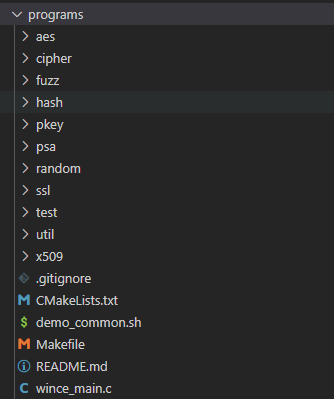 programs
aes
cipher
fuzz
hash
pkey
psa
random
ssl
test
util
x509
.gitignore
CMakeLists.txt
demo_common.sh
Makefile
README.md
wince_main.c